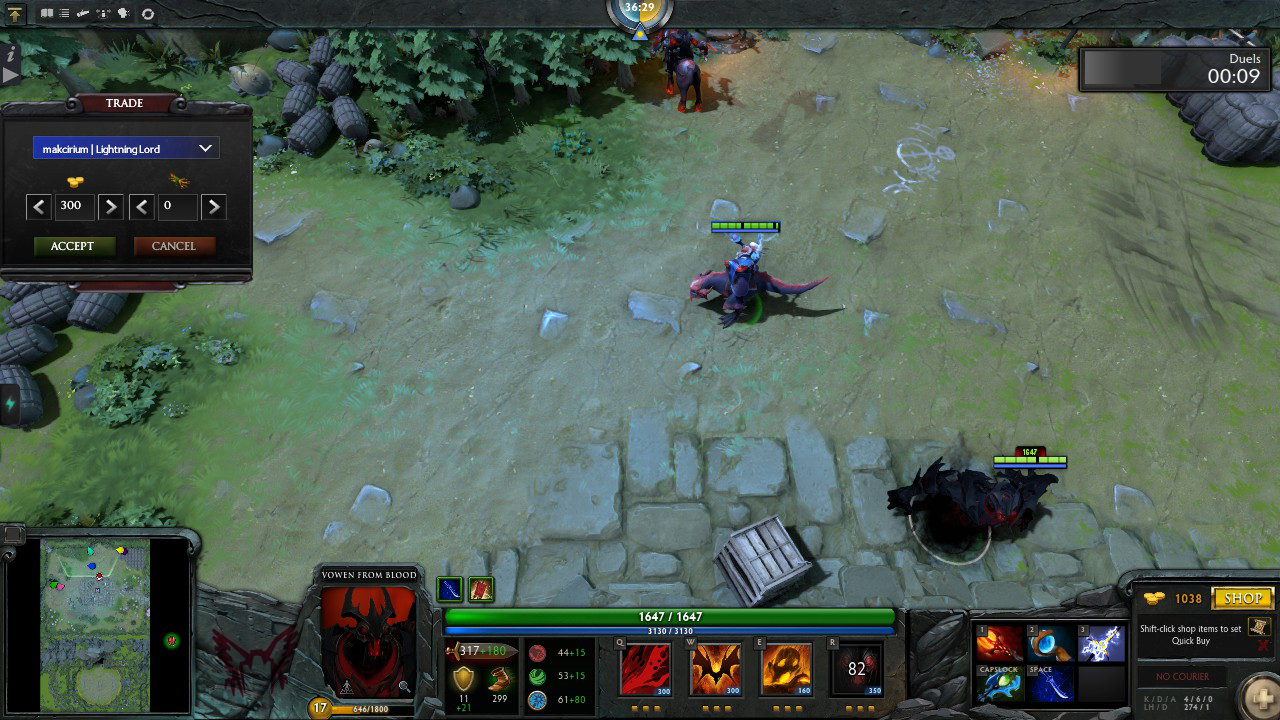 36:29
Duels
00:09
TRADE
makcirium | Lightning Lord
300
0
ACCEPT
CANCEL
1647
VOWEN FROM BLOOD
17
646/1800
1647 / 1647
3130 / 3130
317+180
11
+21
299
44+15
53+15
61+80
Q
300
W
300
E
160
R
82
350
1
2
3
CAPSLOCK
SPACE
1038
SHOP
Shift-click shop items to set
Quick Buy
NO COURIER
K / D / A 4 / 6 / 0
LH / D 274 / 1